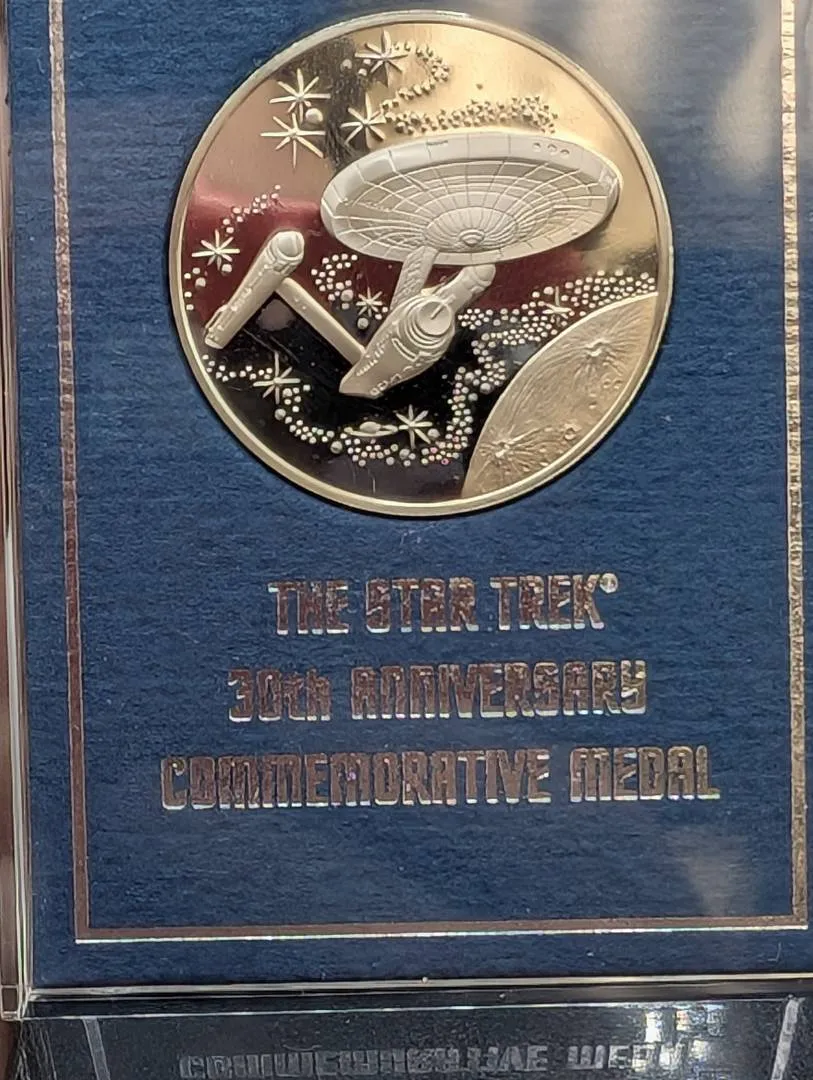 THE STAR TREK®
30th ANNIVERSARY
COMMEMORATIVE MEDAL